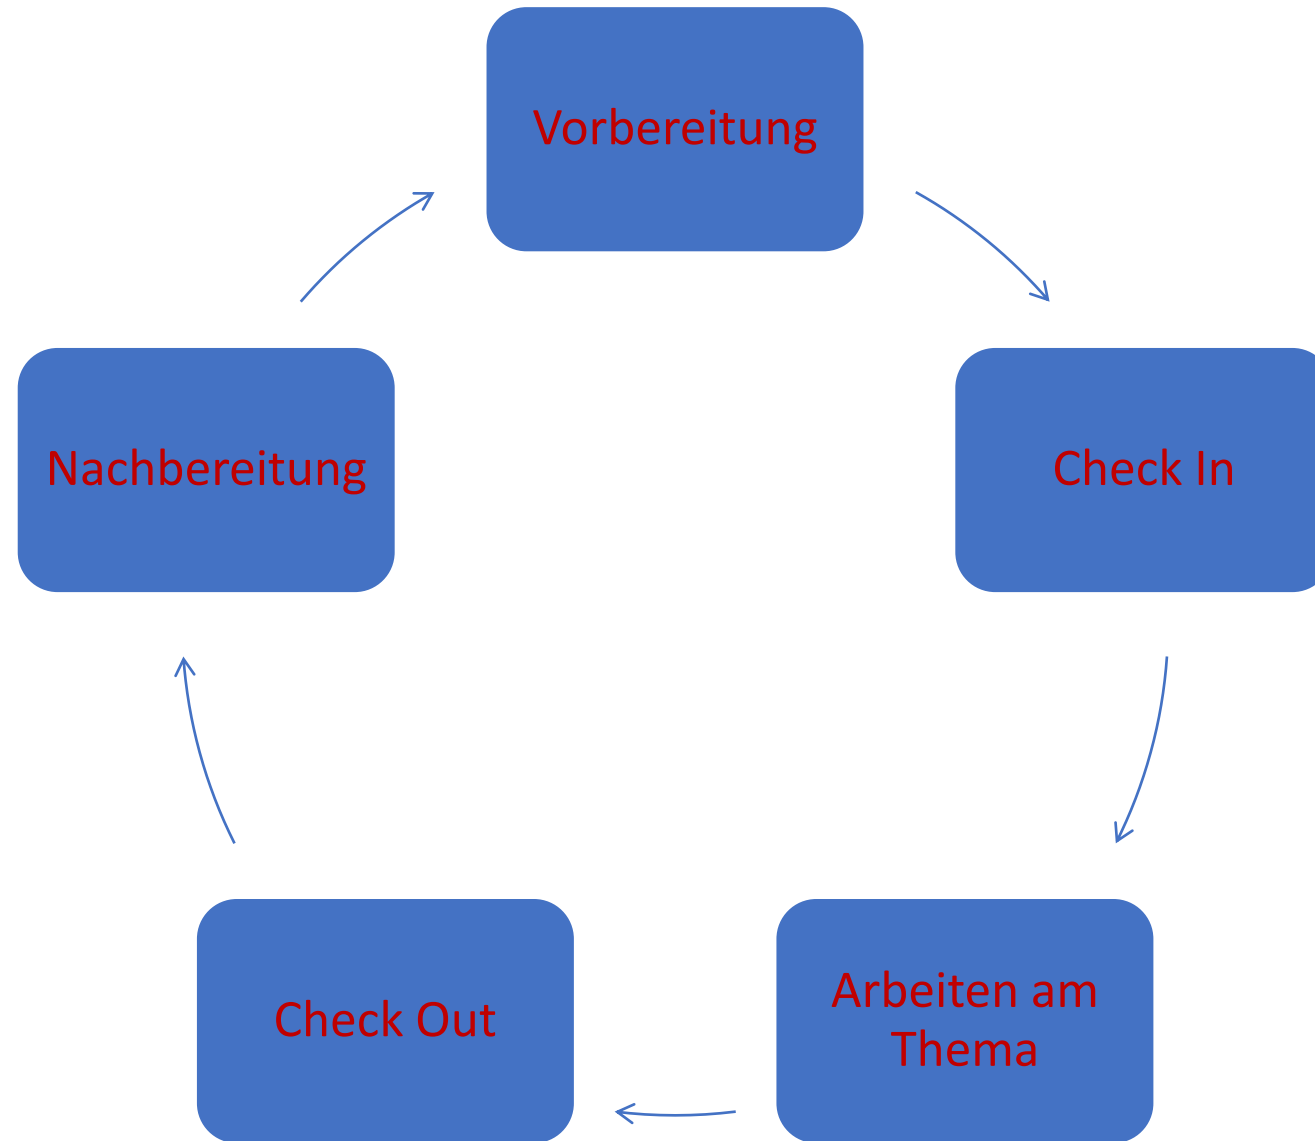 Vorbereitung
Check In
Arbeiten am
Thema
Check Out
Nachbereitung